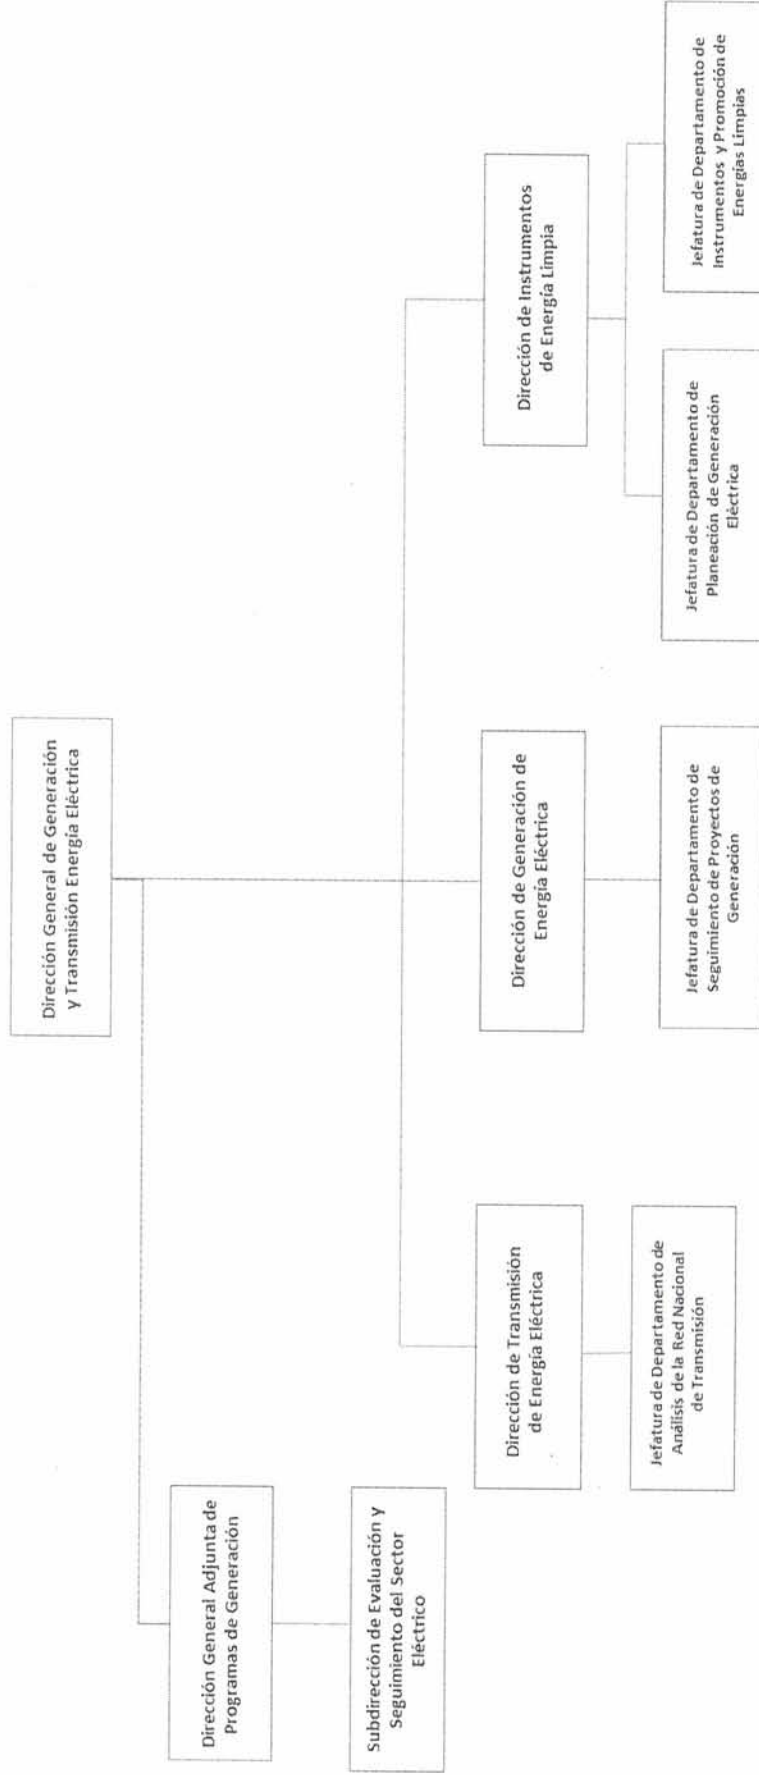 Dirección General de Generación
y Transmisión Energía Eléctrica
Dirección General Adjunta de
Programas de Generación
Subdirección de Evaluación y
Seguimiento del Sector
Eléctrico
Dirección de Transmisión
de Energía Eléctrica
Jefatura de Departamento de
Análisis de la Red Nacional
de Transmisión
Dirección de Generación de
Energía Eléctrica
Jefatura de Departamento de
Seguimiento de Proyectos de
Generación
Dirección de Instrumentos
de Energía Limpia
Jefatura de Departamento de
Planeación de Generación
Eléctrica
Jefatura de Departamento de
Instrumentos y Promoción de
Energías Limpias